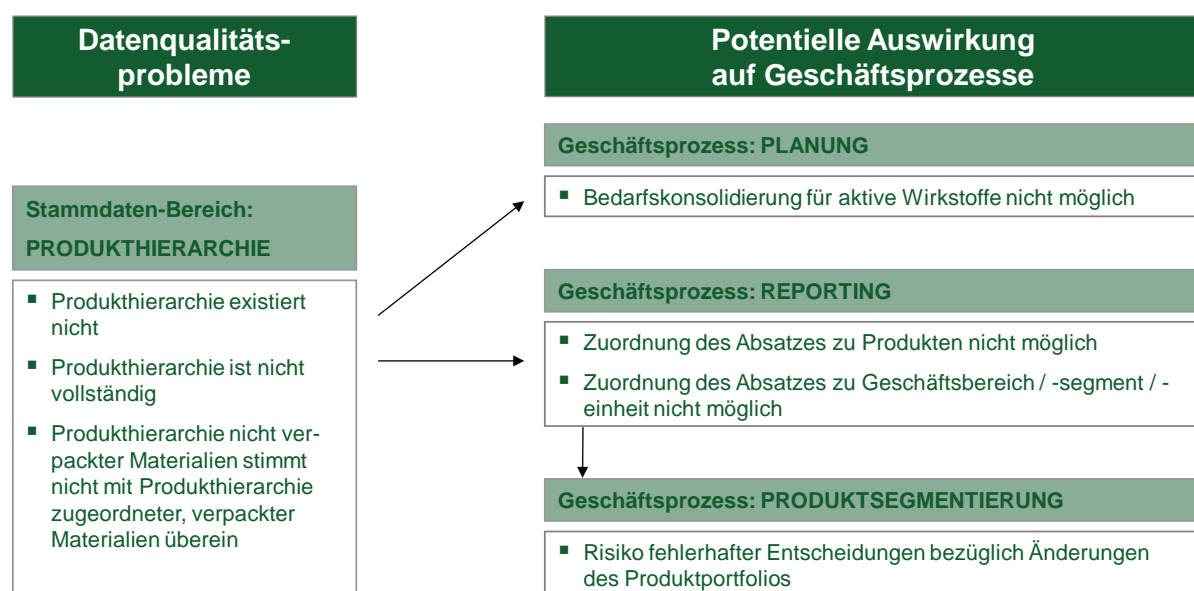 Datenqualitäts-
probleme
Stammdaten-Bereich:
PRODUKTHIERARCHIE
▪ Produkthierarchie existiert
nicht
▪ Produkthierarchie ist nicht
vollständig
▪ Produkthierarchie nicht ver-
packter Materialien stimmt
nicht mit Produkthierarchie
zugeordneter, verpackter
Materialien überein
Potentielle Auswirkung
auf Geschäftsprozesse
Geschäftsprozess: PLANUNG
▪ Bedarfskonsolidierung für aktive Wirkstoffe nicht möglich
Geschäftsprozess: REPORTING
▪ Zuordnung des Absatzes zu Produkten nicht möglich
▪ Zuordnung des Absatzes zu Geschäftsbereich / -segment / -
einheit nicht möglich
Geschäftsprozess: PRODUKTSEGMENTIERUNG
▪ Risiko fehlerhafter Entscheidungen bezüglich Änderungen
des Produktportfolios